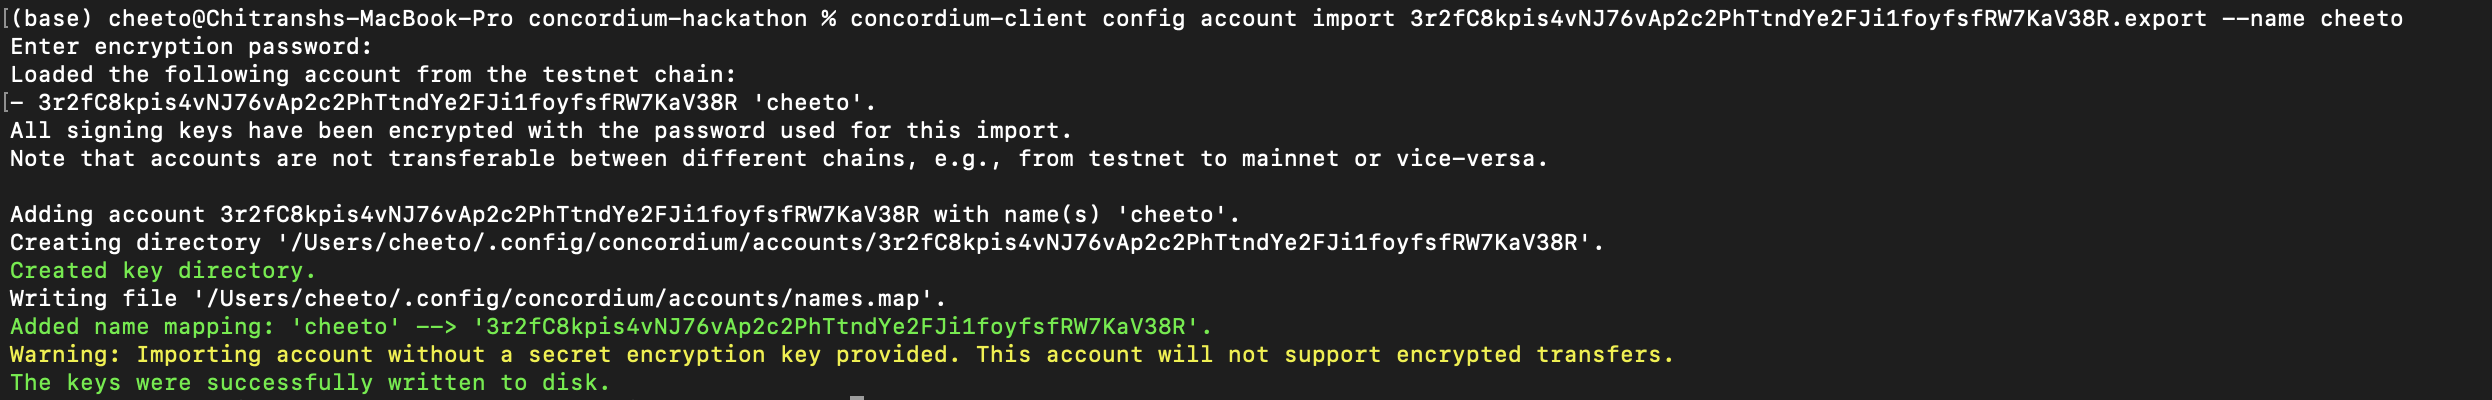 (base) cheeto@Chitranshs-MacBook-Pro concordium-hackathon % concordium-client config account import 3r2fC8kpis4vNJ76vAp2c2PhTtndYe2FJi1foyfsfRW7KaV38R.export --name cheeto
Enter encryption password:
Loaded the following account from the testnet chain:
- 3r2fC8kpis4vNJ76vAp2c2PhTtndYe2FJi1foyfsfRW7KaV38R 'cheeto'.
All signing keys have been encrypted with the password used for this import.
Note that accounts are not transferable between different chains, e.g., from testnet to mainnet or vice-versa.
Adding account 3r2fC8kpis4vNJ76vAp2c2PhTtndYe2FJi1foyfsfRW7KaV38R with name(s) 'cheeto'.
Creating directory '/Users/cheeto/.config/concordium/accounts/3r2fC8kpis4vNJ76vAp2c2PhTtndYe2FJi1foyfsfRW7KaV38R'.
Created key directory.
Writing file '/Users/cheeto/.config/concordium/accounts/names.map'.
Added name mapping: 'cheeto' --> '3r2fC8kpis4vNJ76vAp2c2PhTtndYe2FJi1foyfsfRW7KaV38R'.
Warning: Importing account without a secret encryption key provided. This account will not support encrypted transfers.
The keys were successfully written to disk.